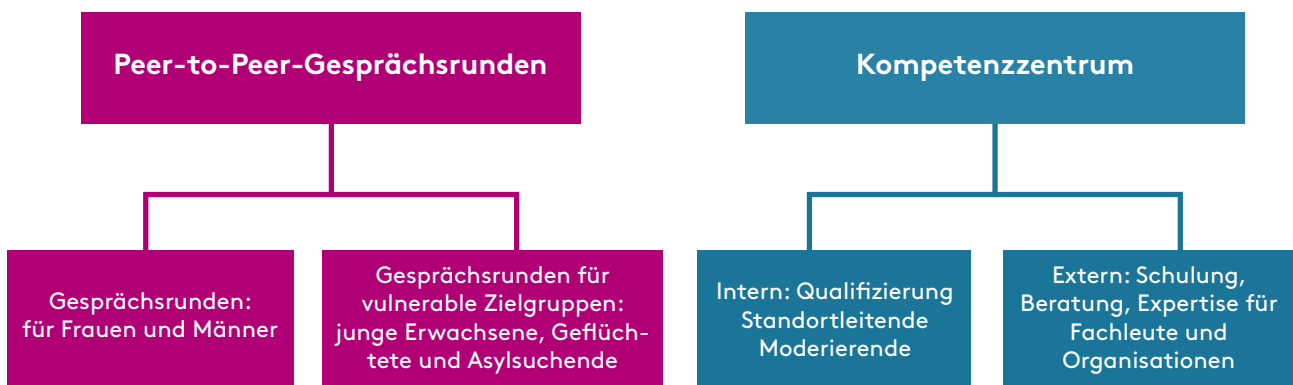 Peer-to-Peer-Gesprächsrunden
Kompetenzzentrum
Gesprächsrunden:
für Frauen und Männer
Gesprächsrunden für
vulnerable Zielgruppen:
junge Erwachsene, Geflüch-
tete und Asylsuchende
Intern: Qualifizierung
Standortleitende
Moderierende
Extern: Schulung,
Beratung, Expertise für
Fachleute und
Organisationen